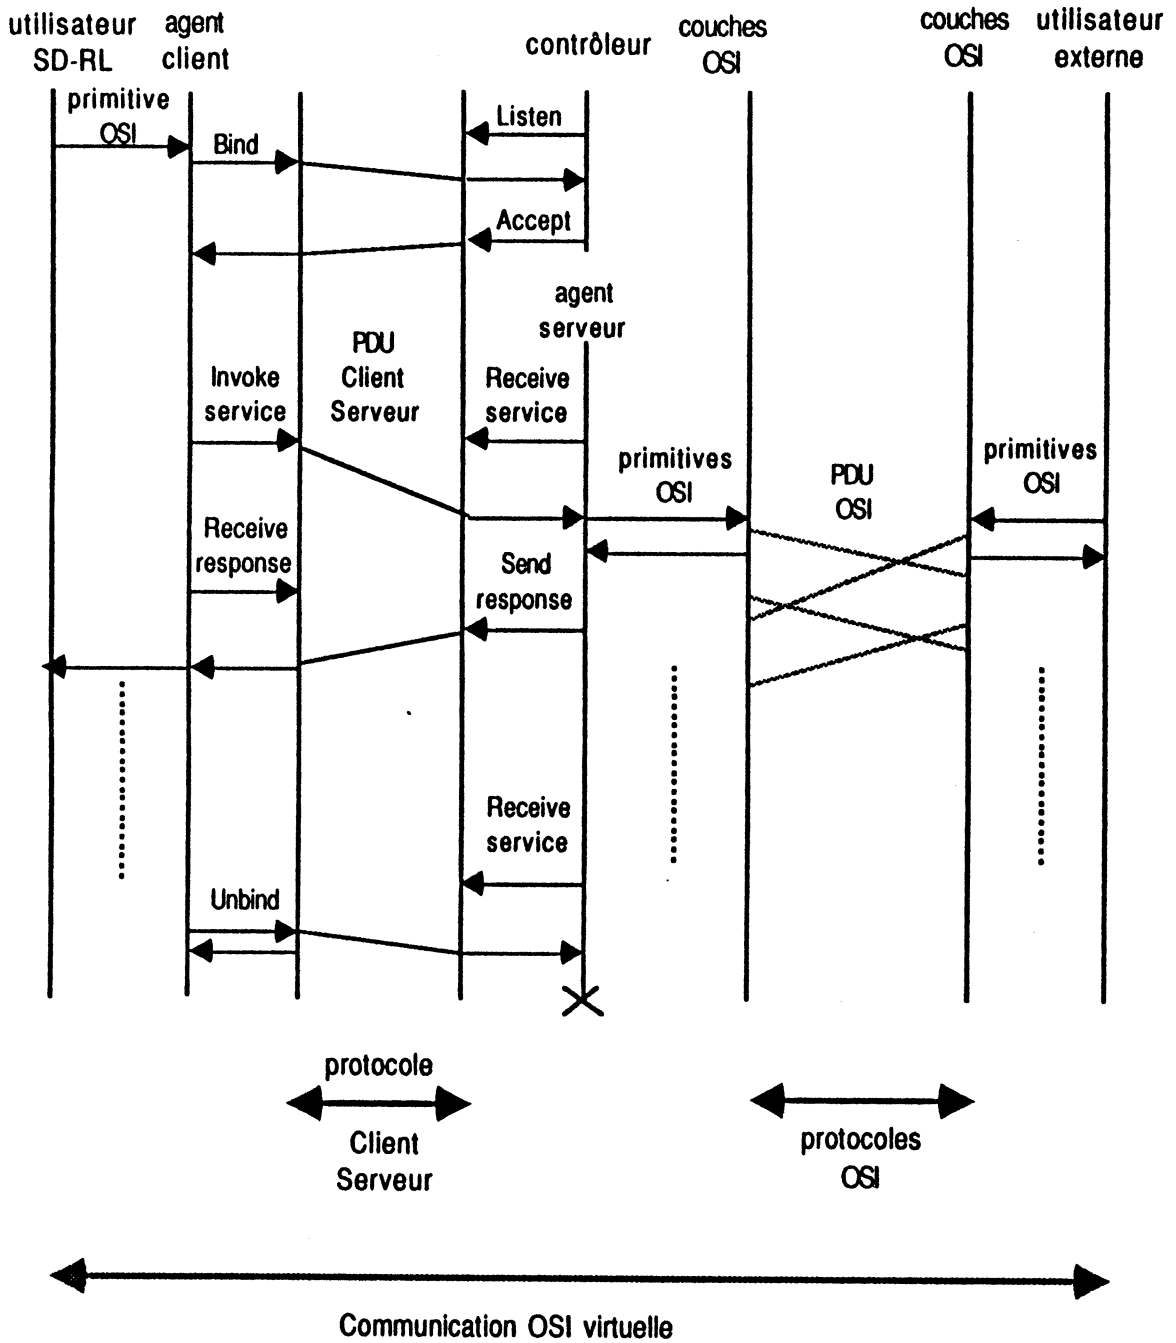 utilisateur
SD-RL
agent
client
contrôleur
couches
OSI
couches
OSI
utilisateur
externe
primitive
OSI
Bind
Listen
Accept
agent
serveur
PDU
Client
Serveur
Invoke
service
Receive
service
primitives
OSI
PDU
OSI
primitives
OSI
Receive
response
Send
response
Receive
service
Unbind
protocole
Client
Serveur
protocoles
OSI
Communication OSI virtuelle